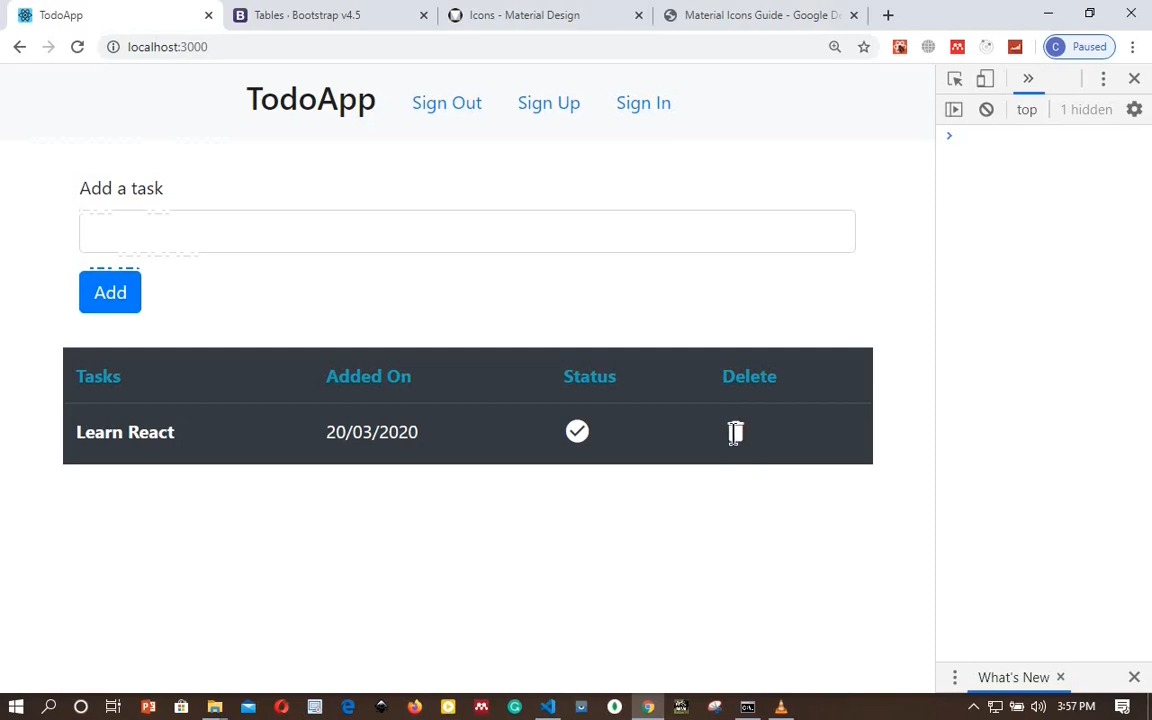 TodoApp
Tables · Bootstrap v4.5
Icons - Material Design
Material Icons Guide - Google De
localhost:3000
C Paused
TodoApp Sign Out Sign Up Sign In
top 1 hidden
Add a task
Add
Tasks Added On Status Delete
Learn React 20/03/2020
What's New
3:57 PM